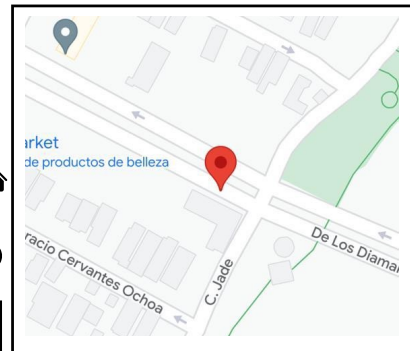 arket
de productos de belleza
De Los Diamar
C. Jade
racio Cervantes Ochoa